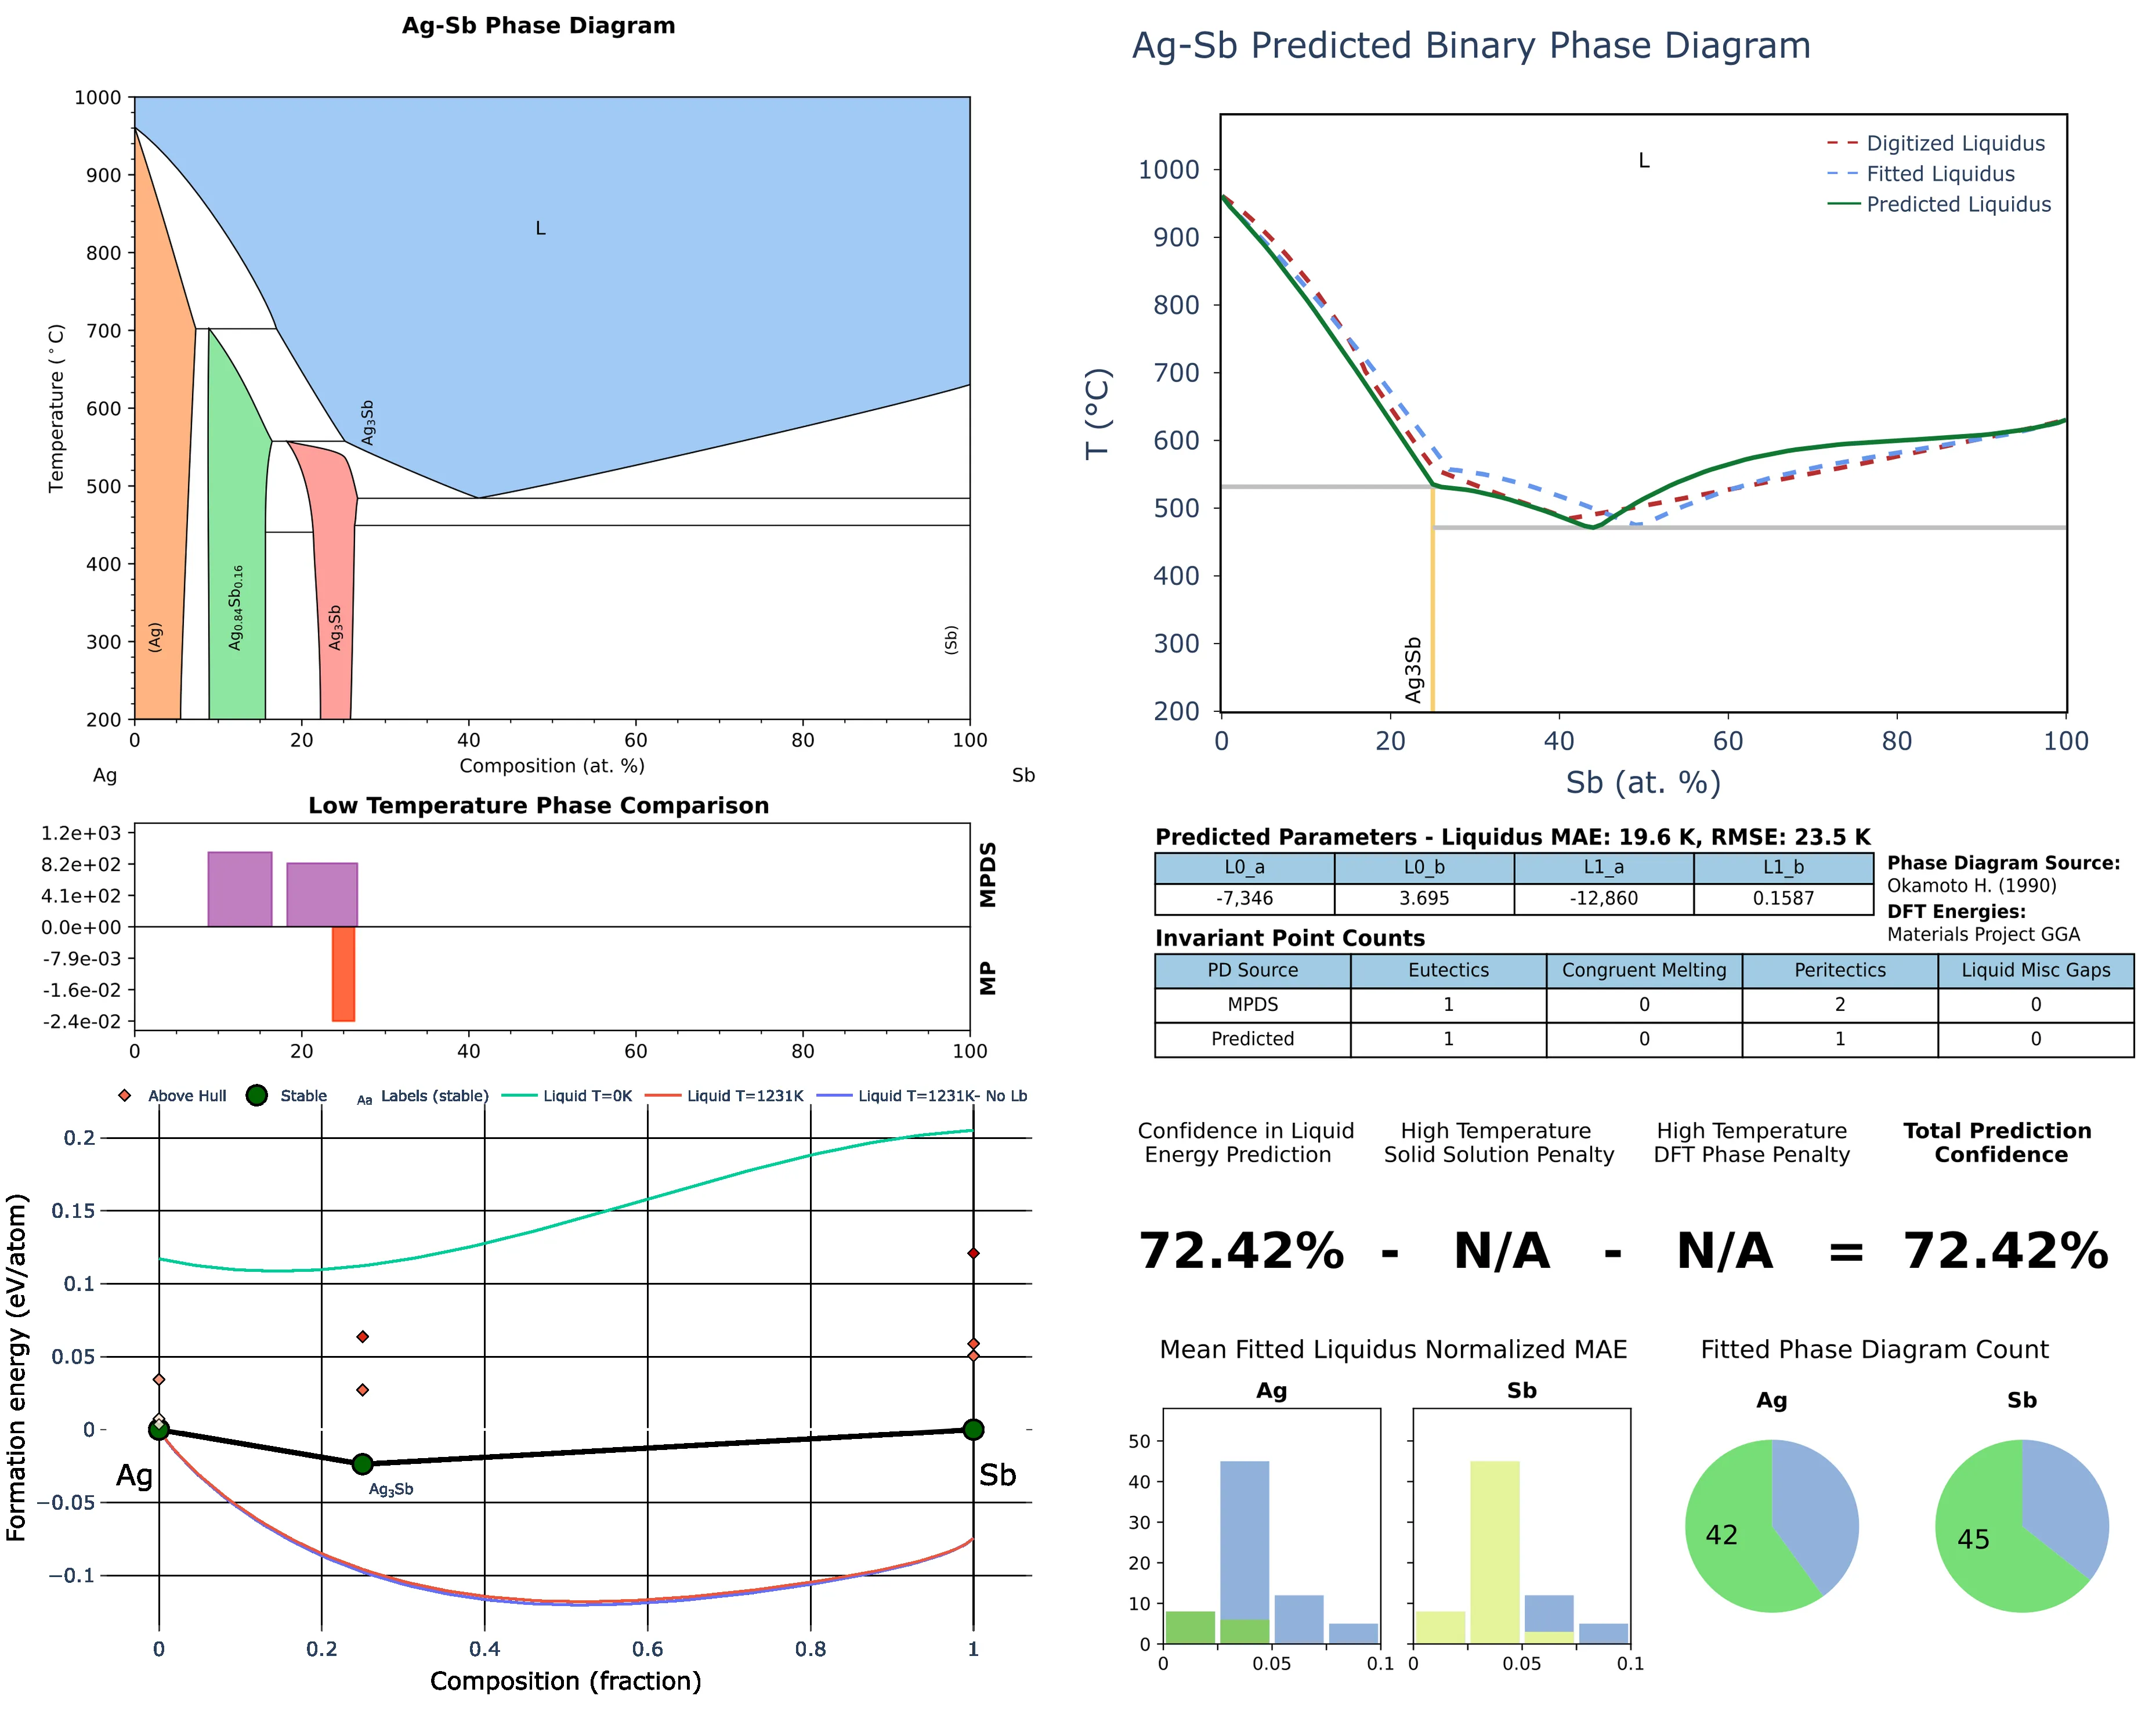 Ag-Sb Phase Diagram
1000
900
800
700
600
500
400
300
200
Temperature (°C)
L
Ag3Sb
(Ag)
Ag0.84Sb0.16
Ag3Sb
(Sb)
0 20 40 60 80 100
Composition (at. %)
Ag Sb
Low Temperature Phase Comparison
1.2e+03
8.2e+02
4.1e+02
0.0e+00
-7.9e-03
-1.6e-02
-2.4e-02
MPDS
MP
0 20 40 60 80 100
Above Hull Stable Aa Labels (stable) Liquid T=0K Liquid T=1231K Liquid T=1231K- No Lb
0.2
0.15
0.1
0.05
0
−0.05
−0.1
Formation energy (eV/atom)
Ag
Ag3Sb
Sb
0 0.2 0.4 0.6 0.8 1
Composition (fraction)
Ag-Sb Predicted Binary Phase Diagram
L
Digitized Liquidus
Fitted Liquidus
Predicted Liquidus
1000
900
800
700
600
500
400
300
200
T (°C)
Ag3Sb
0 20 40 60 80 100
Sb (at. %)
Predicted Parameters - Liquidus MAE: 19.6 K, RMSE: 23.5 K
L0_a L0_b L1_a L1_b
-7,346 3.695 -12,860 0.1587
Phase Diagram Source:
Okamoto H. (1990)
DFT Energies:
Materials Project GGA
Invariant Point Counts
PD Source Eutectics Congruent Melting Peritectics Liquid Misc Gaps
MPDS 1 0 2 0
Predicted 1 0 1 0
Confidence in Liquid
Energy Prediction
High Temperature
Solid Solution Penalty
High Temperature
DFT Phase Penalty
Total Prediction
Confidence
72.42% - N/A - N/A = 72.42%
Mean Fitted Liquidus Normalized MAE
Ag Sb
50
40
30
20
10
0
0 0.05 0.1
0 0.05 0.1
Fitted Phase Diagram Count
Ag Sb
42 45